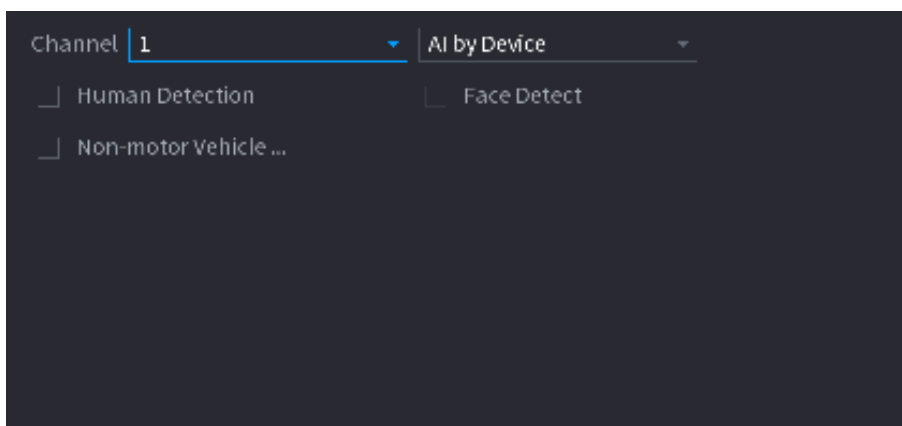 Channel 1 AI by Device
Human Detection Face Detect
Non-motor Vehicle ...